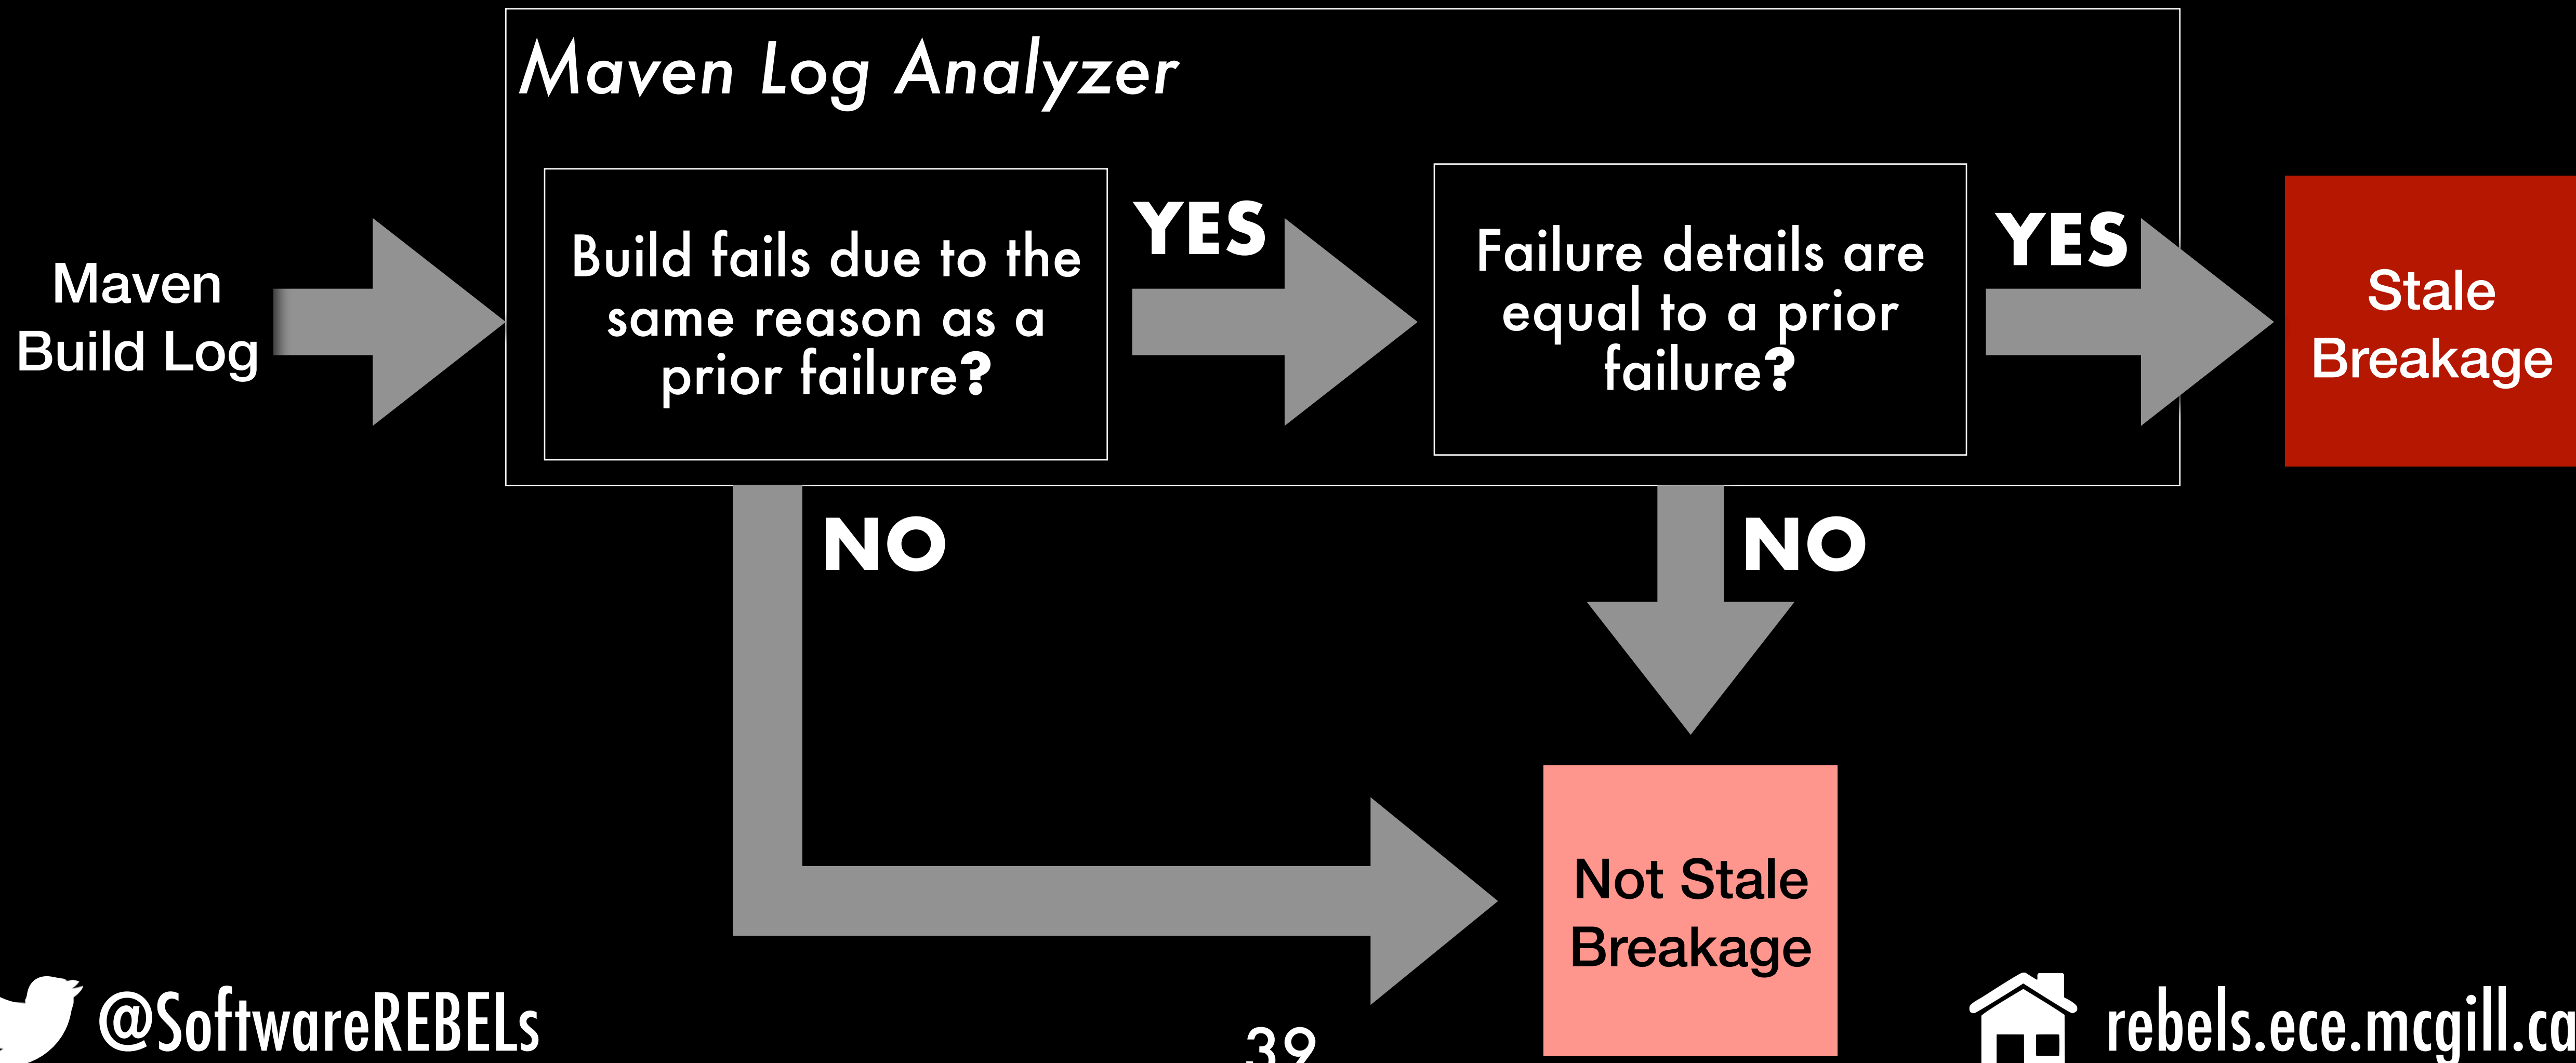 Maven Log Analyzer
Maven
Build Log
Build fails due to the
same reason as a
prior failure?
YES
Failure details are
equal to a prior
failure?
YES
Stale
Breakage
NO
NO
Not Stale
Breakage
@SoftwareREBELs
39
rebels.ece.mcgill.ca